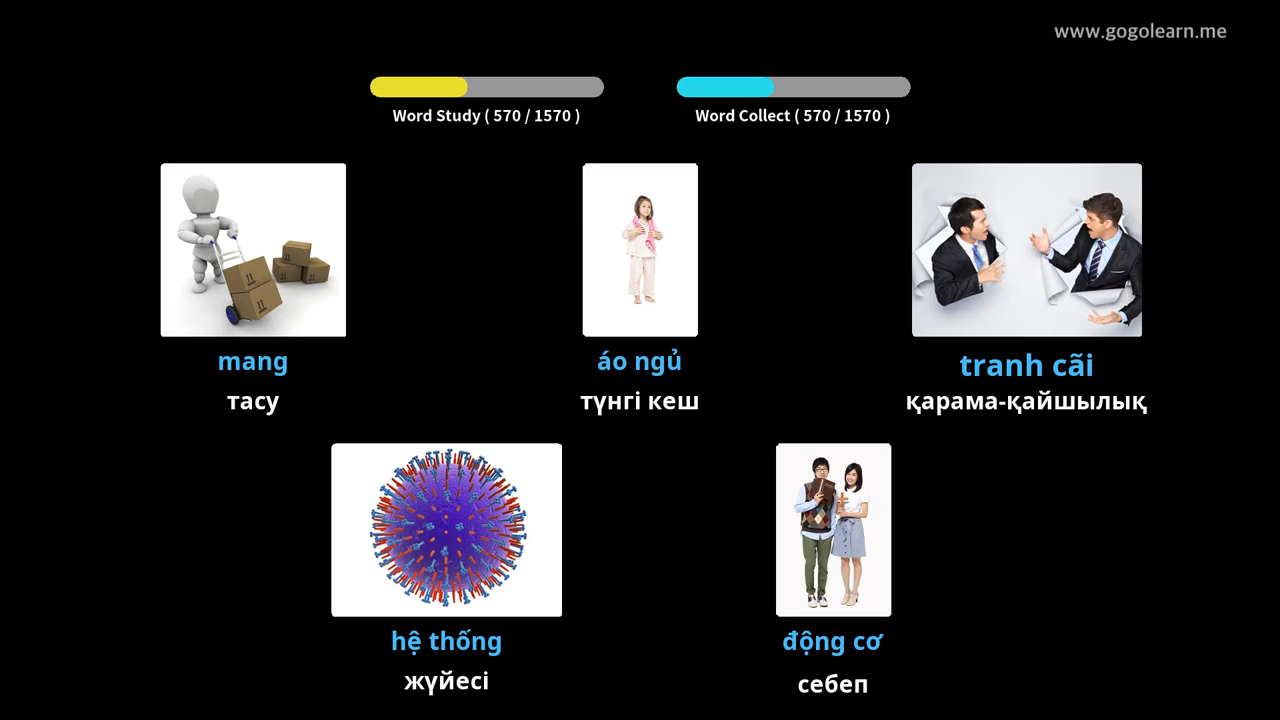 www.gogolearn.me
Word Study ( 570 / 1570 )
Word Collect ( 570 / 1570 )
mang
тасу
áo ngủ
түнгі кеш
tranh cãi
қарама-қайшылық
hệ thống
жүйесі
động cơ
себеп